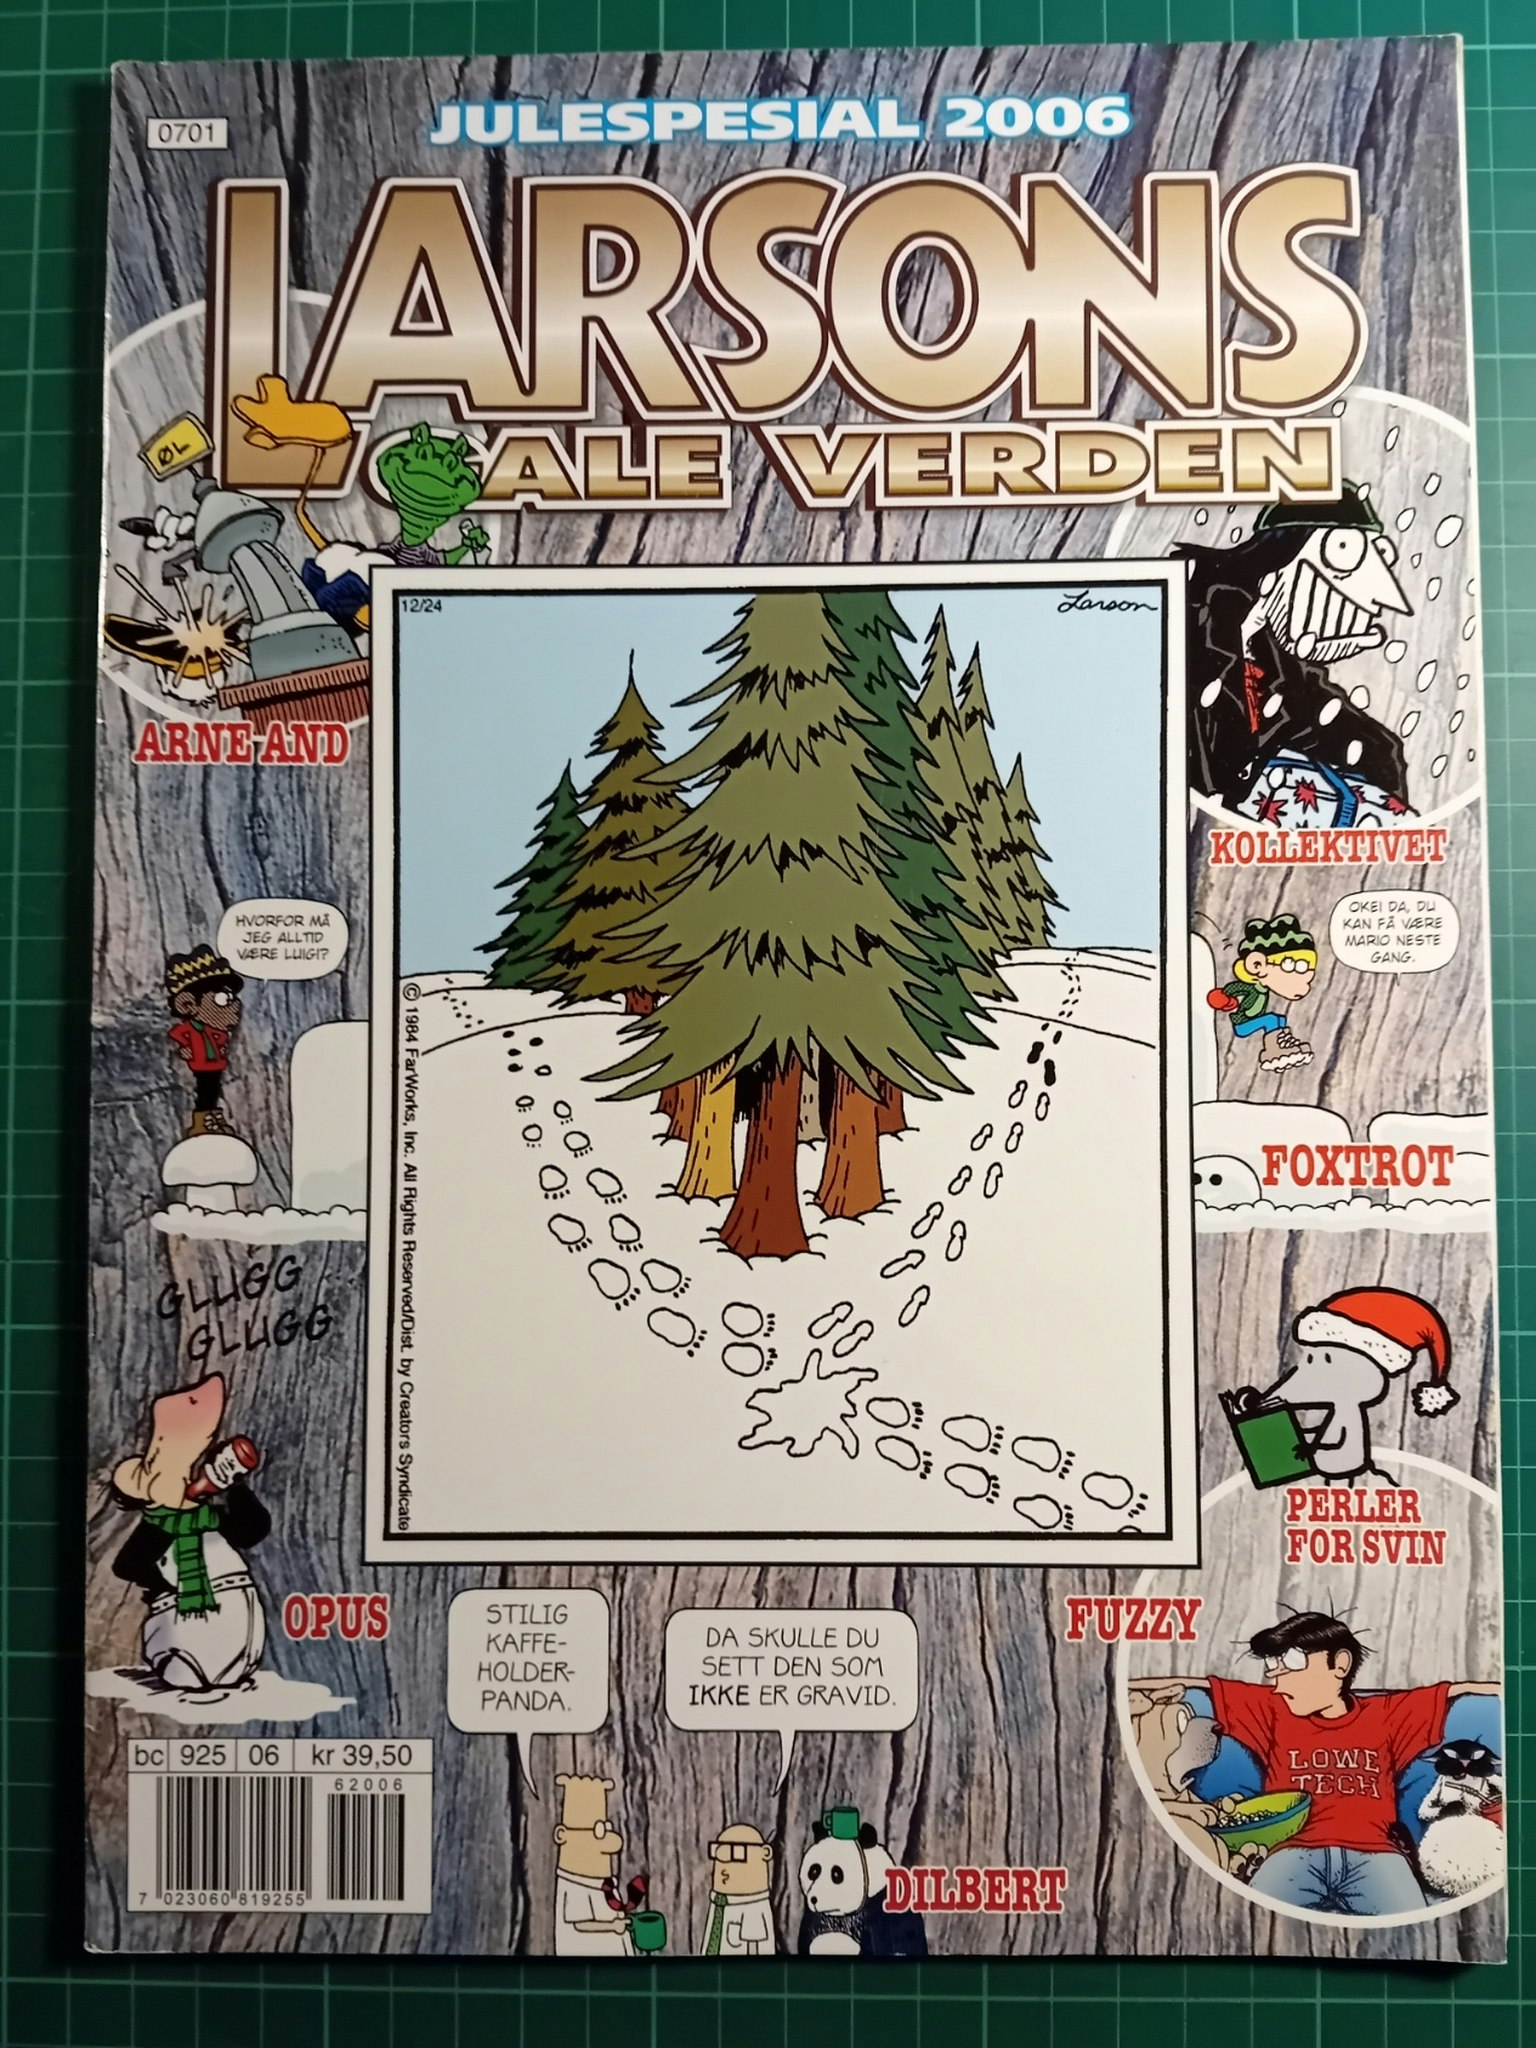 JULESPESIAL 2006
0701
LARSONS
GALE VERDEN
ØL
12/24
Larson
ARNE AND
KOLLEKTIVET
HVORFOR MÅ
JEG ALLTID
VÆRE LUIGI?
OKEI DA, DU
KAN FÅ VÆRE
MARIO NESTE
GANG.
© 1984 FarWorks, Inc. All Rights Reserved/Dist. by Creators Syndicate
FOXTROT
GLUGG
GLUGG
PERLER
FOR SVIN
OPUS
STILIG
KAFFE-
HOLDER-
PANDA.
DA SKULLE DU
SETT DEN SOM
IKKE ER GRAVID.
FUZZY
LOWE
TECH
bc 925 06 kr 39,50
62006
7 023060 819255
DILBERT